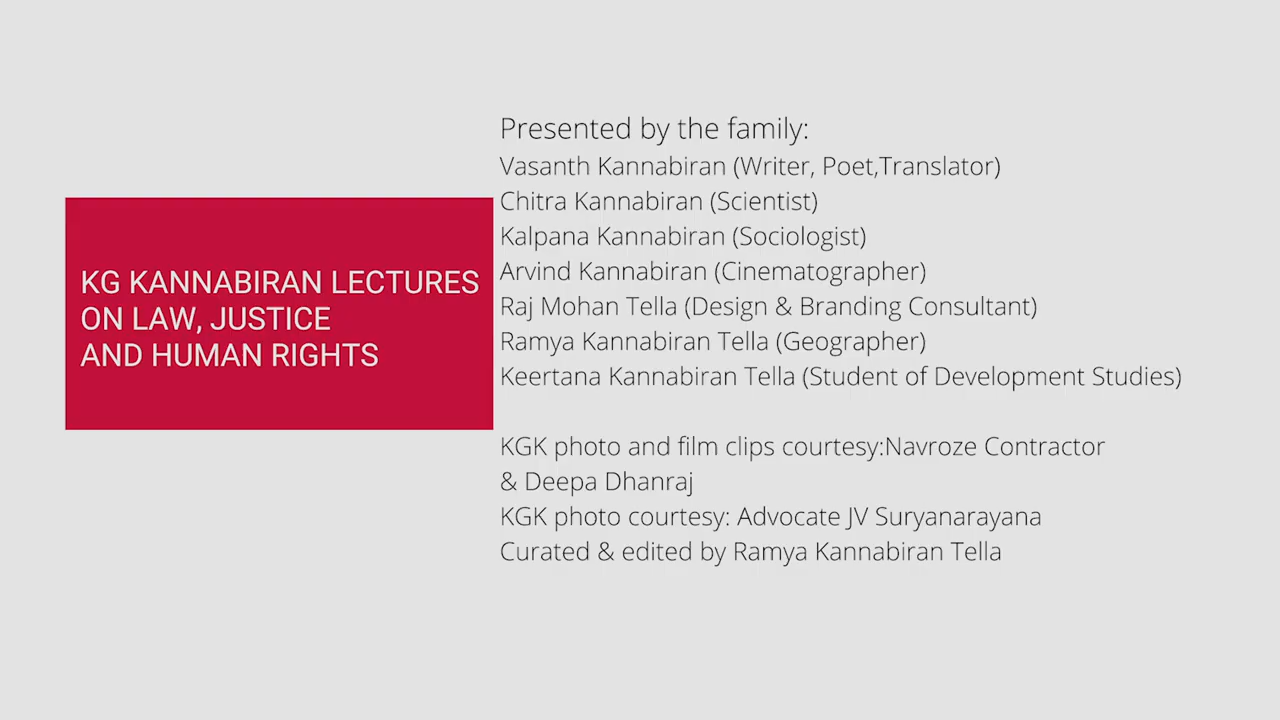 KG KANNABIRAN LECTURES
ON LAW, JUSTICE
AND HUMAN RIGHTS
Presented by the family:
Vasanth Kannabiran (Writer, Poet,Translator)
Chitra Kannabiran (Scientist)
Kalpana Kannabiran (Sociologist)
Arvind Kannabiran (Cinematographer)
Raj Mohan Tella (Design & Branding Consultant)
Ramya Kannabiran Tella (Geographer)
Keertana Kannabiran Tella (Student of Development Studies)
KGK photo and film clips courtesy:Navroze Contractor
& Deepa Dhanraj
KGK photo courtesy: Advocate JV Suryanarayana
Curated & edited by Ramya Kannabiran Tella